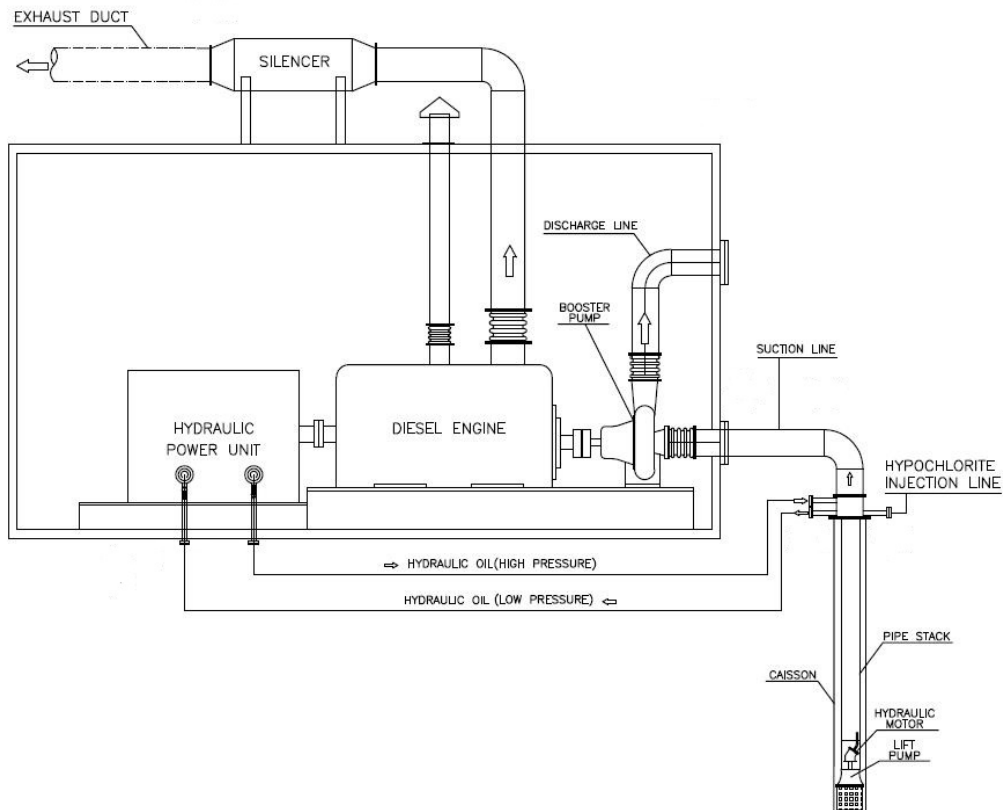 EXHAUST DUCT
SILENCER
DISCHARGE LINE
BOOSTER
PUMP
SUCTION LINE
HYDRAULIC
POWER UNIT
DIESEL ENGINE
HYPOCHLORITE
INJECTION LINE
HYDRAULIC OIL(HIGH PRESSURE)
HYDRAULIC OIL (LOW PRESSURE)
PIPE STACK
CAISSON
HYDRAULIC
MOTOR
LIFT
PUMP